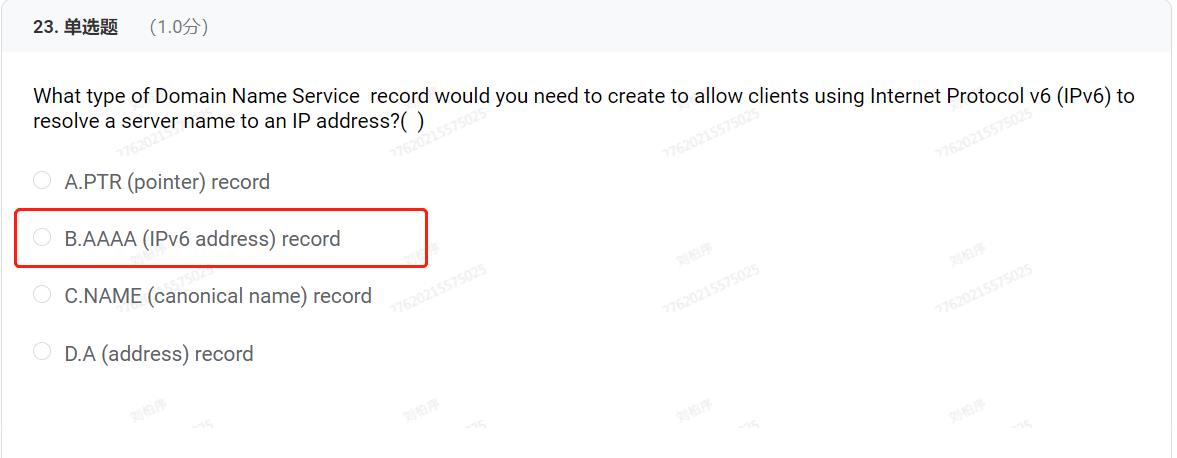 23. 单选题 （1.0分）
What type of Domain Name Service  record would you need to create to allow clients using Internet Protocol v6 (IPv6) to
resolve a server name to an IP address?(  )
A.PTR (pointer) record
B.AAAA (IPv6 address) record
C.NAME (canonical name) record
D.A (address) record